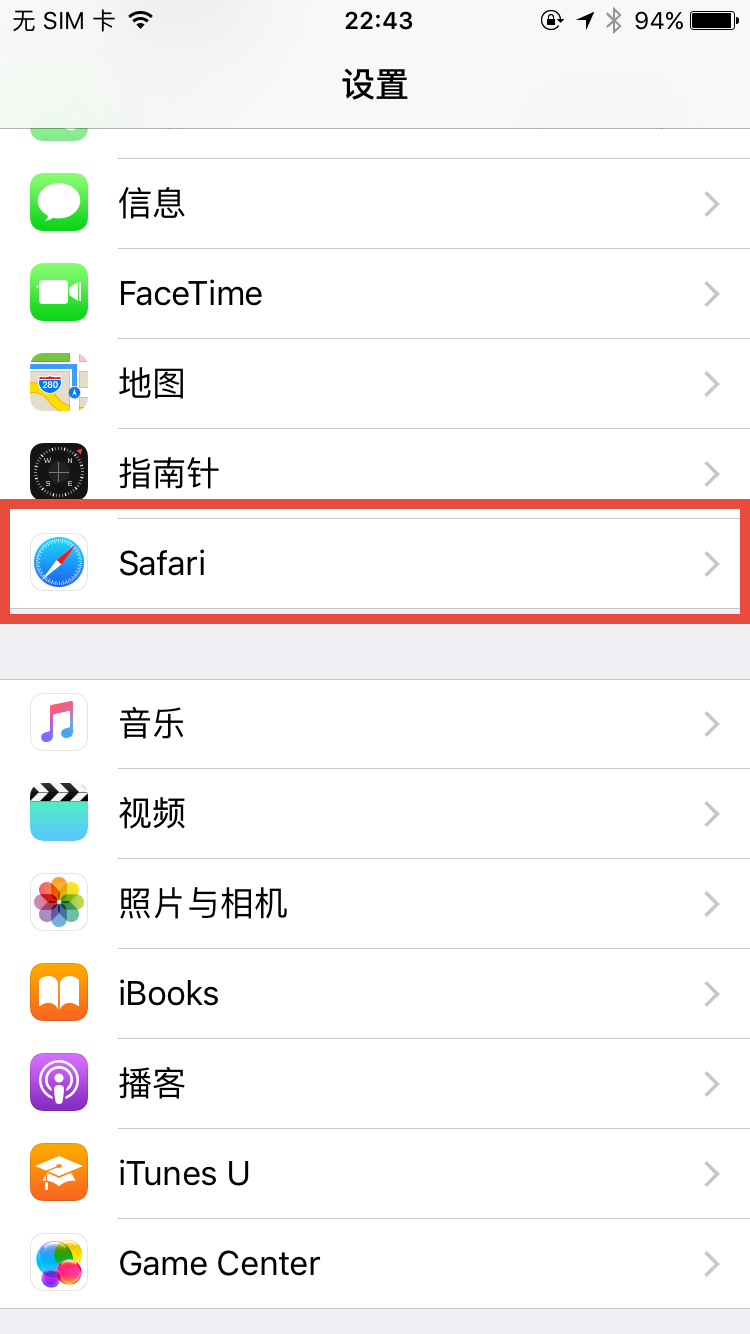 无 SIM 卡 22:43 94%
设置
信息
FaceTime
280
地图
W N
S E
指南针
Safari
音乐
视频
照片与相机
iBooks
播客
iTunes U
Game Center